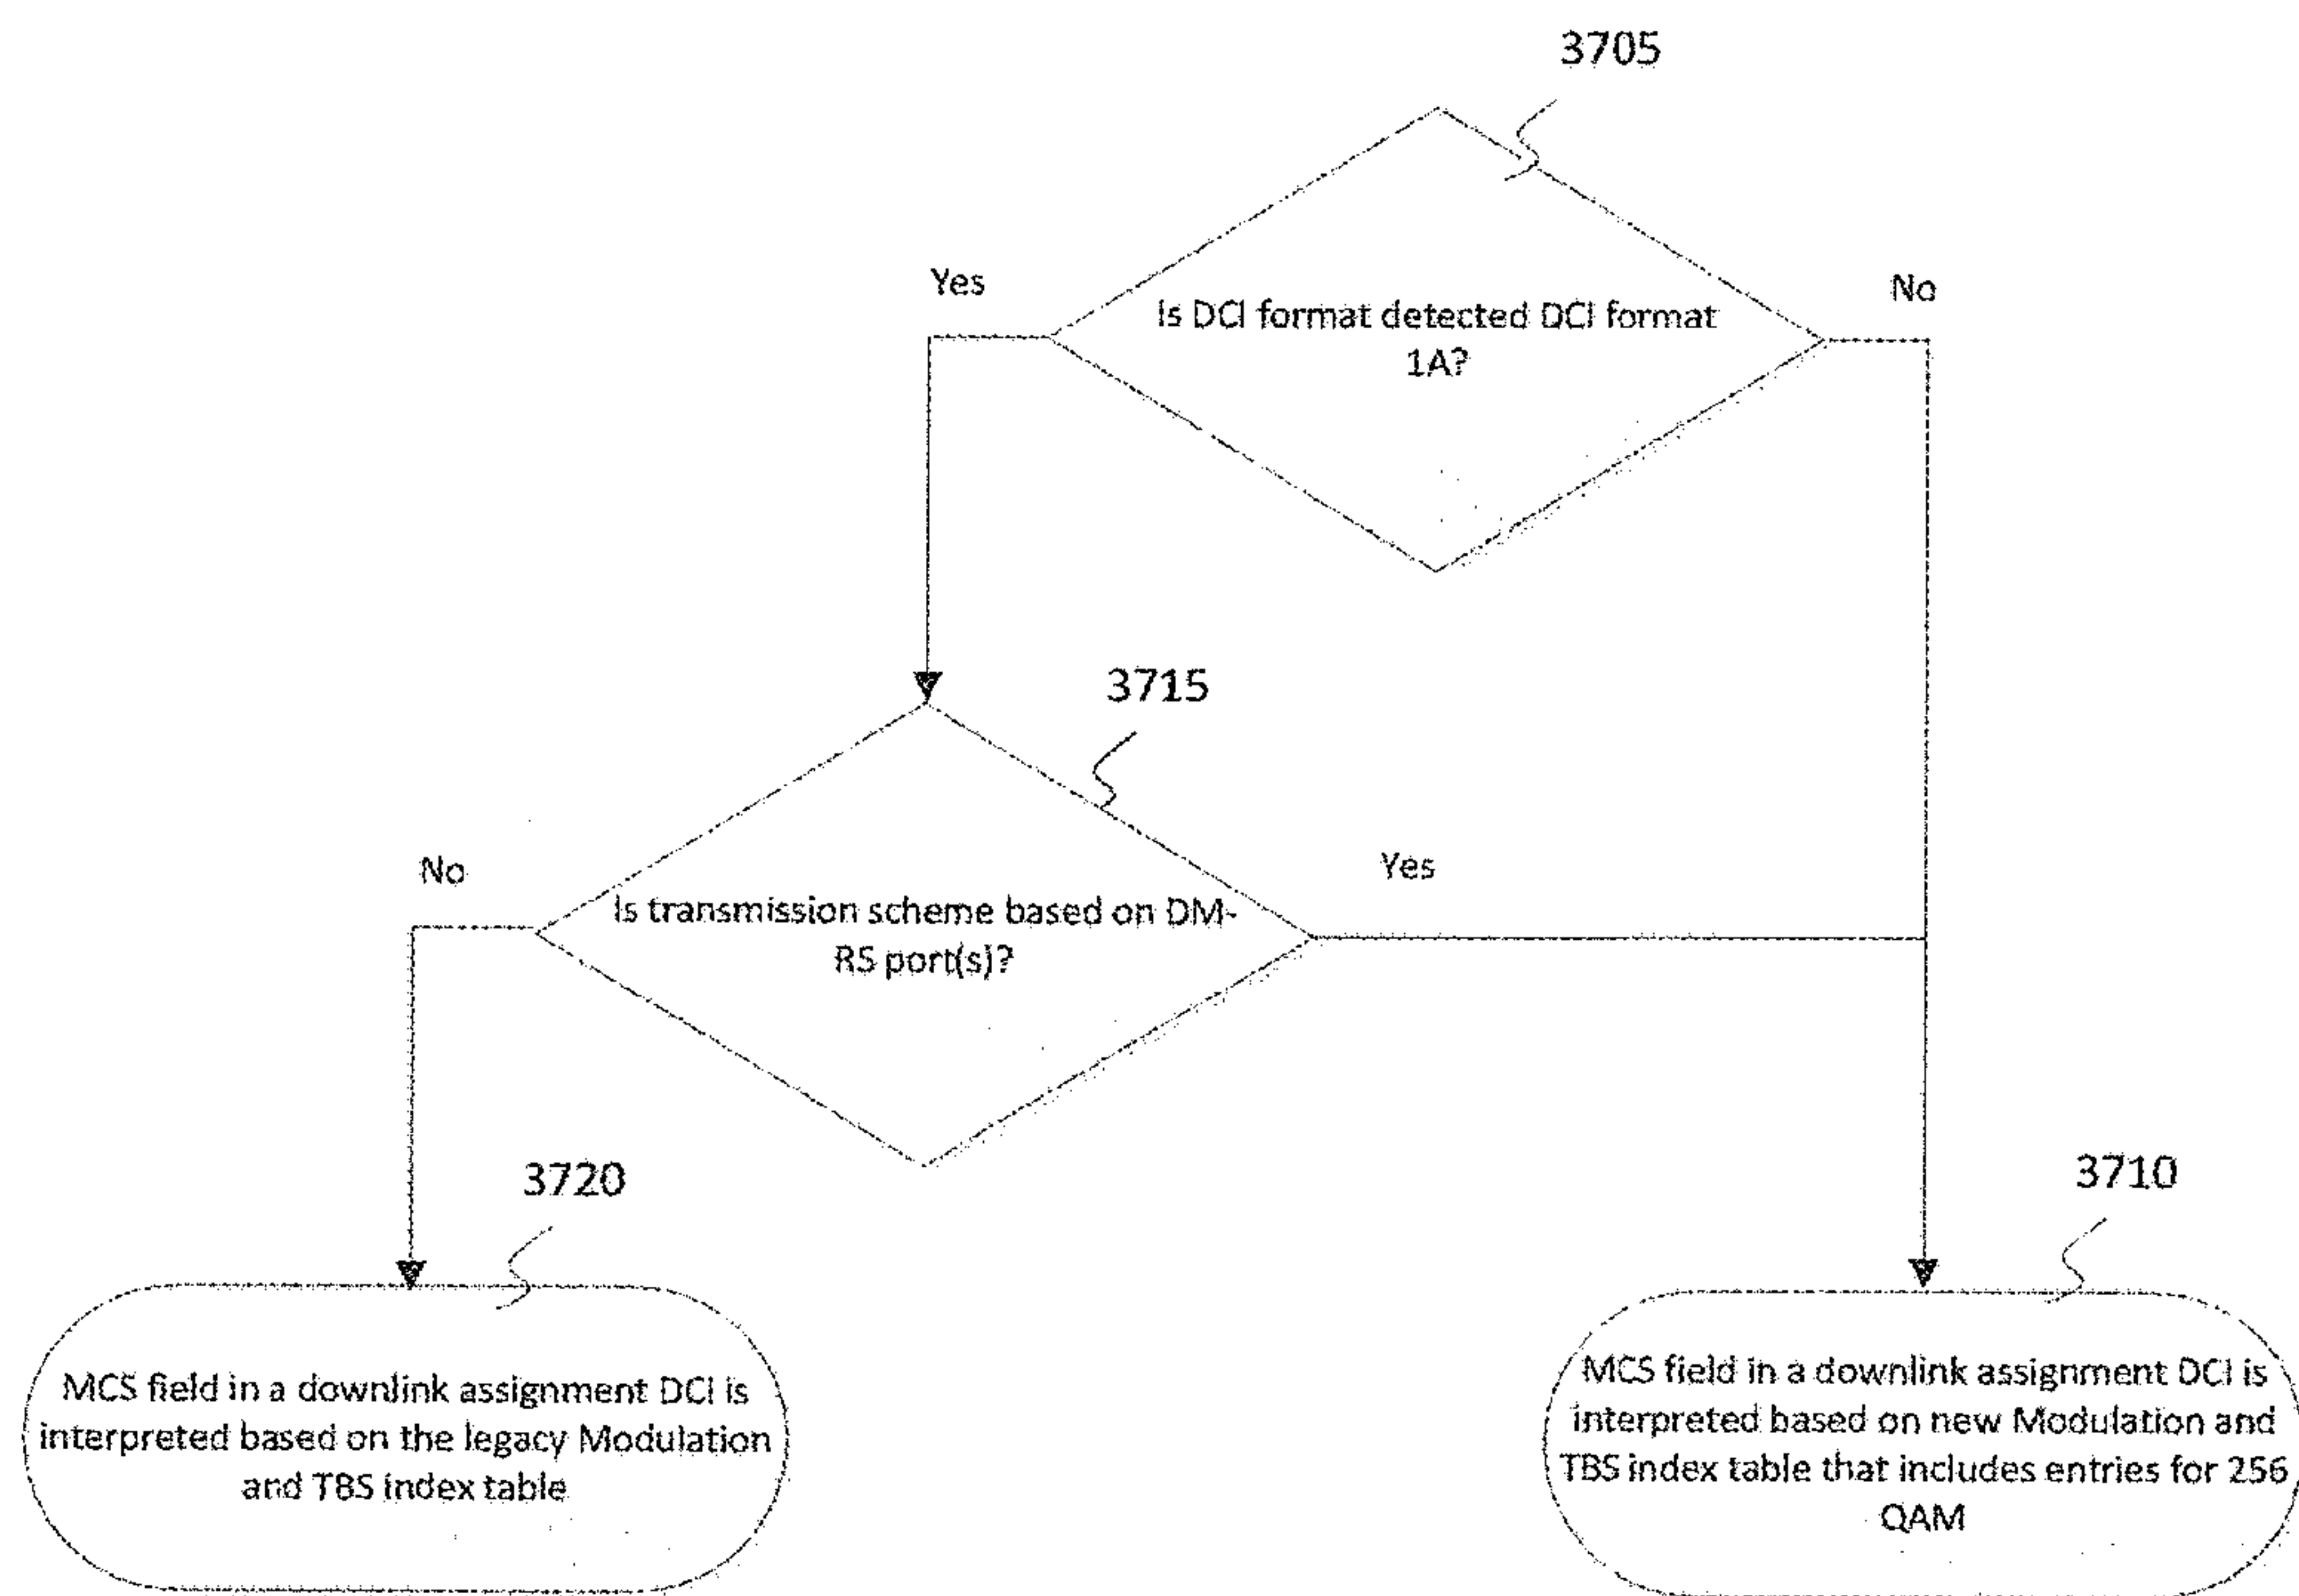 3705
Yes
No
Is DCI format detected DCI format
1A?
3715
No
Yes
Is transmission scheme based on DM-
RS port(s)?
3720
3710
MCS field in a downlink assignment DCI is
interpreted based on the legacy Modulation
and TBS index table
MCS field in a downlink assignment DCI is
interpreted based on new Modulation and
TBS index table that includes entries for 256
QAM